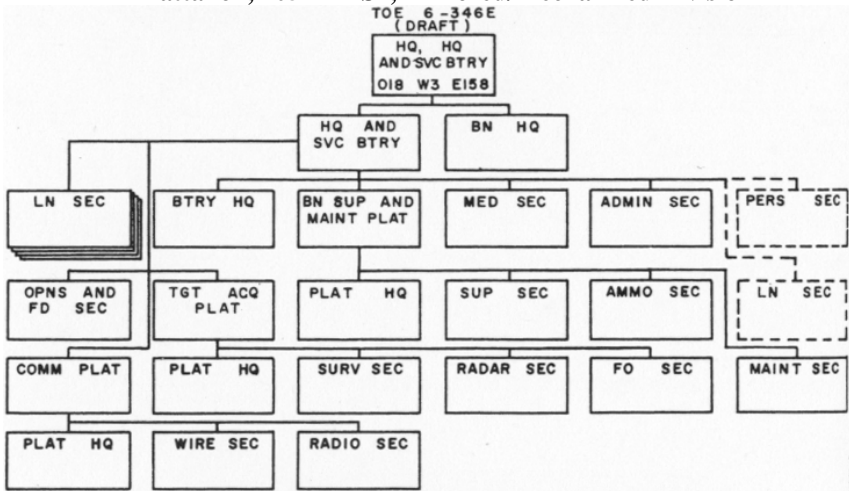 TOE 6-346E
(DRAFT)
HQ, HQ
AND SVC BTRY
O18 W3 E158
HQ AND
SVC BTRY
BN HQ
LN SEC
BTRY HQ
BN SUP AND
MAINT PLAT
MED SEC
ADMIN SEC
PERS SEC
OPNS AND
FD SEC
TGT ACQ
PLAT
PLAT HQ
SUP SEC
AMMO SEC
LN SEC
COMM PLAT
PLAT HQ
SURV SEC
RADAR SEC
FO SEC
MAINT SEC
PLAT HQ
WIRE SEC
RADIO SEC